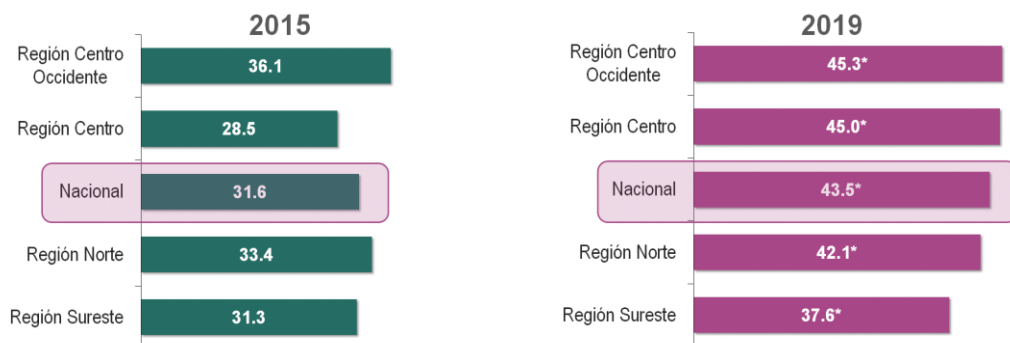 2015
Región Centro
Occidente
36.1
Región Centro
28.5
Nacional
31.6
Región Norte
33.4
Región Sureste
31.3
2019
Región Centro
Occidente
45.3*
Región Centro
45.0*
Nacional
43.5*
Región Norte
42.1*
Región Sureste
37.6*